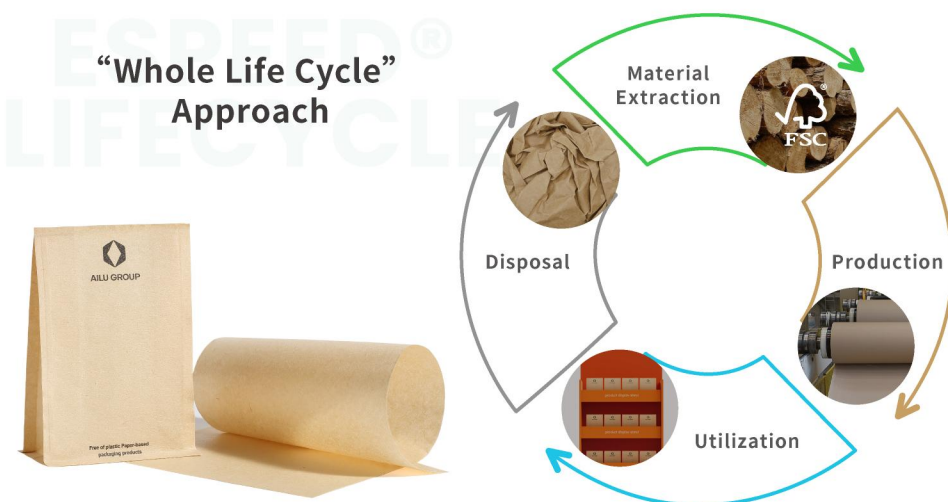 ESPEED®
LIFECYCLE
“Whole Life Cycle”
Approach
AILU GROUP
Free of plastic Paper-based
packaging products
Material
Extraction
FSC®
Production
Utilization
Disposal